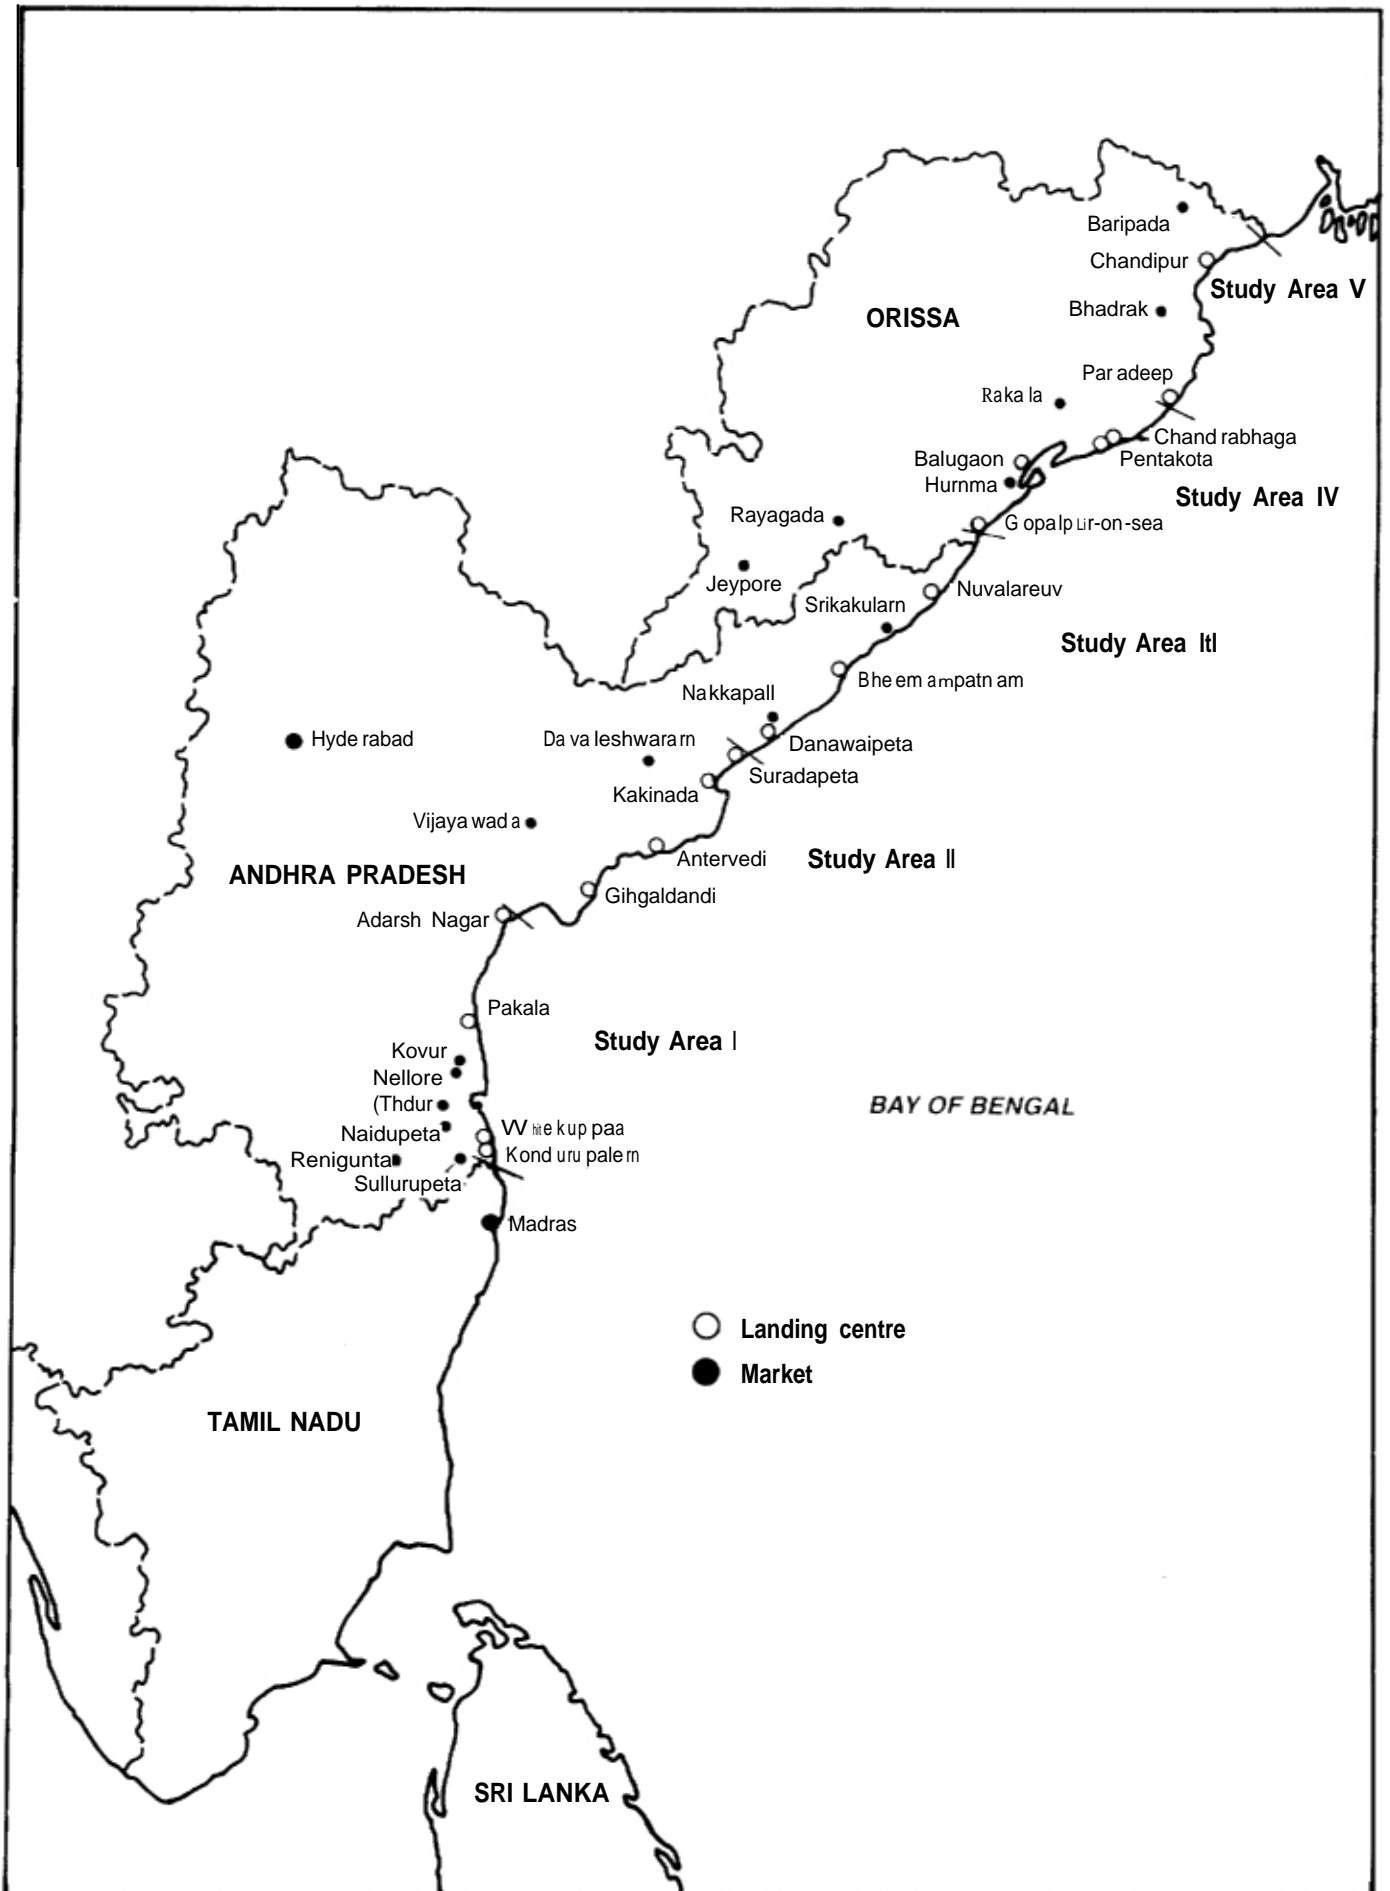 Baripada
Chandipur
Study Area V
Bhadrak
ORISSA
Par adeep
Raka la
Chand rabhaga
Balugaon
Pentakota
Hurnma
Study Area IV
Rayagada
G opalp Lir-on-sea
Jeypore
Nuvalareuv
Srikakularn
Study Area Itl
Bhe em am patn am
Nakkapall
Hyde rabad
Da va leshwara rn
Danawaipeta
Suradapeta
Kakinada
Vijaya wad a
Antervedi
Study Area II
ANDHRA PRADESH
Gihgaldandi
Adarsh Nagar
Pakala
Study Area I
Kovur
Nellore
(Thdur
BAY OF BENGAL
VV hite k up paa
Naidupeta
Kond uru pale rn
Renigunta
Sullurupeta
Madras
Landing centre
Market
TAMIL NADU
SRI LANKA